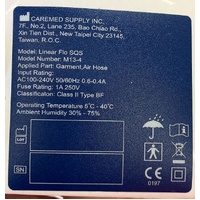 CAREMED SUPPLY INC.
7F., No.2, Lane 235, Bao Chiao Rd.,
Xin Tian Dist., New Taipei City 23145,
Taiwan, R.O.C.
Model Name: Linear Flo SQS
Model Number: M13-4
Applied Part: Garment,Air Hose
Input Rating:
AC100-240V 50/60Hz 0.8-0.4A
Fuse Rating: 1A 250V
Classification: Class II Type BF
Operating Temperature 5˚C - 40˚C
Ambient Humidity 30% - 75%
LOT
SN
0197